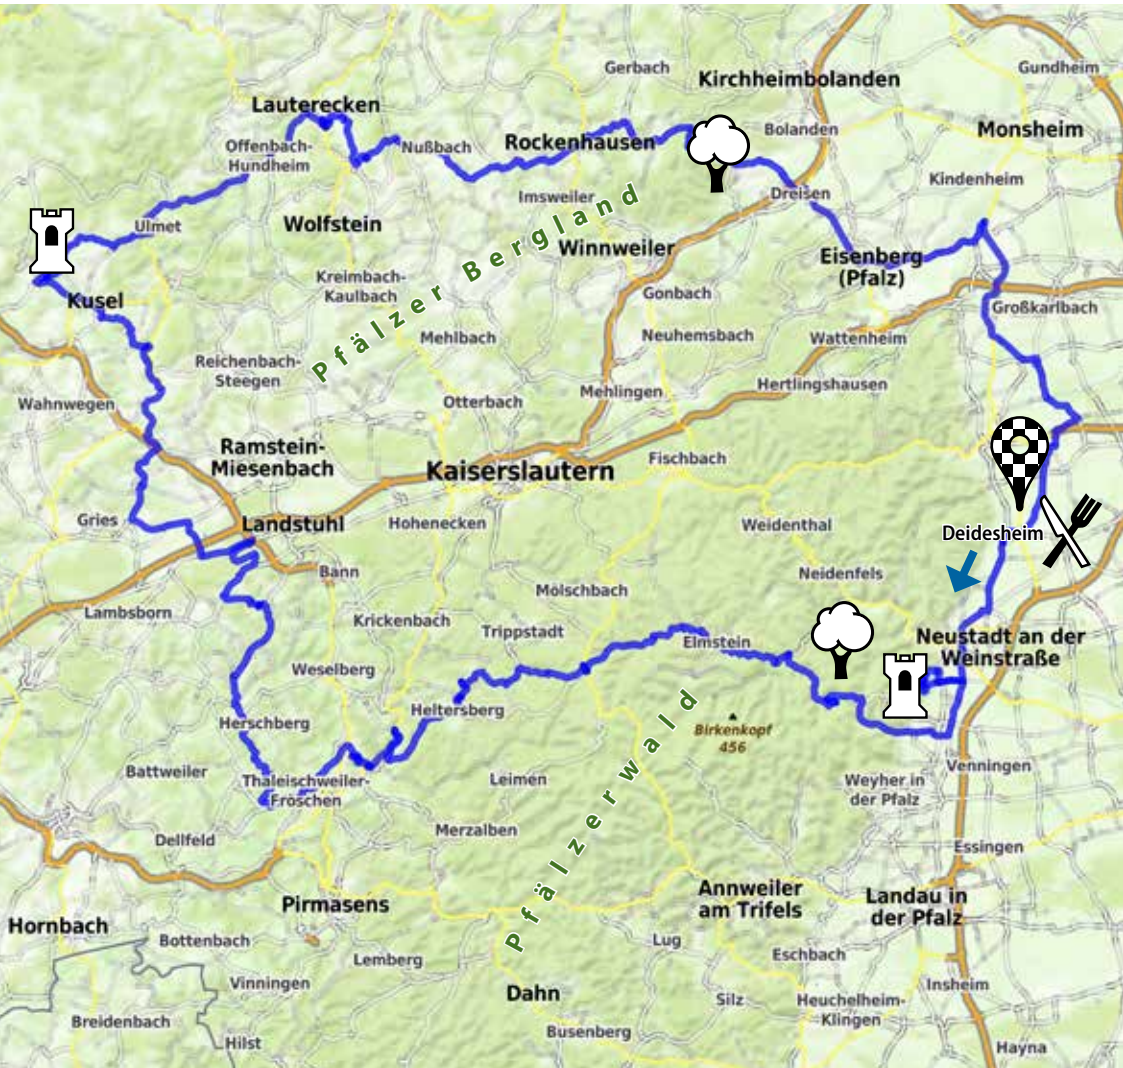 Gerbach
Kirchheimbolanden
Gundheim
Lauterecken
Bolanden
Monsheim
Offenbach-
Hundheim
Nußbach
Rockenhausen
Kindenheim
Dreisen
Imsweiler
Ulmet
Wolfstein
Winnweiler
Eisenberg
(Pfalz)
Pfälzer Bergland
Kreimbach-
Kaulbach
Kusel
Gonbach
Großkarlbach
Mehlbach
Neuhemsbach
Wattenheim
Reichenbach-
Steegen
Hertlingshausen
Mehlingen
Wahnwegen
Otterbach
Ramstein-
Miesenbach
Kaiserslautern
Fischbach
Gries
Landstuhl
Hohenecken
Weidenthal
Deidesheim
Bann
Neidenfels
Mölschbach
Lambsborn
Krickenbach
Trippstadt
Elmstein
Neustadt an der
Weinstraße
Weselberg
Heltersberg
Herschberg
Birkenkopf
456
Pfälzerwald
Battweiler
Thaleischweiler-
Fröschen
Leimen
Venningen
Weyher in
der Pfalz
Merzalben
Dellfeld
Essingen
Pirmasens
Annweiler
am Trifels
Landau in
der Pfalz
Hornbach
Bottenbach
Lug
Eschbach
Lemberg
Vinningen
Dahn
Silz
Insheim
Heuchelheim-
Klingen
Breidenbach
Busenberg
Hilst
Hayna